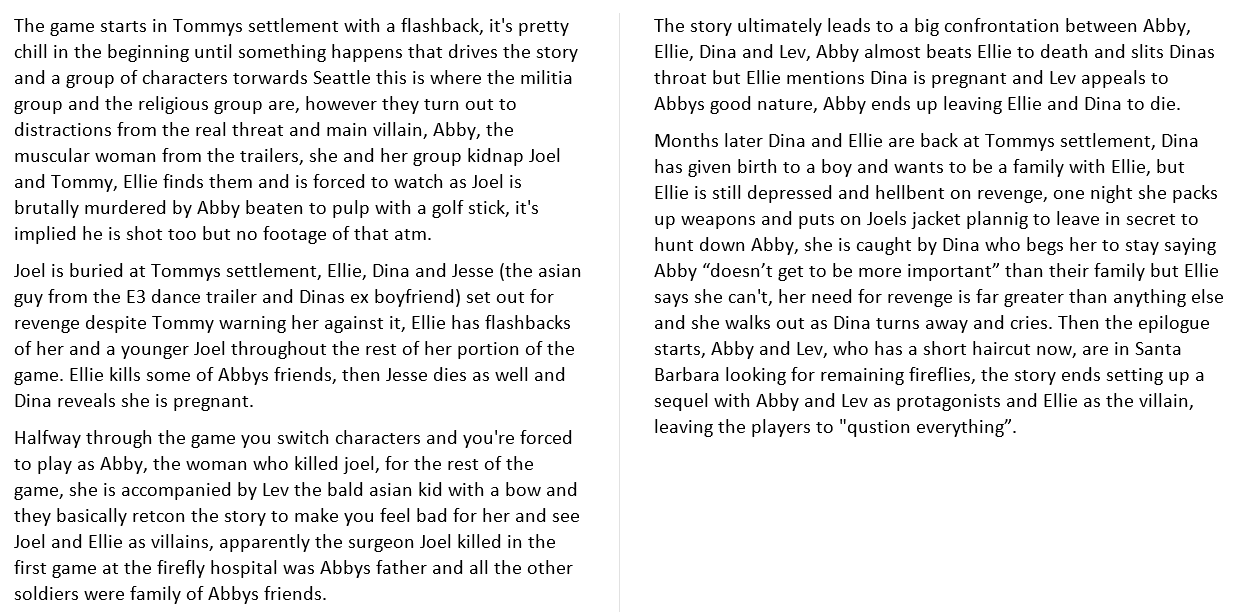 The game starts in Tommys settlement with a flashback, it's pretty
chill in the beginning until something happens that drives the story
and a group of characters torwards Seattle this is where the militia
group and the religious group are, however they turn out to
distractions from the real threat and main villain, Abby, the
muscular woman from the trailers, she and her group kidnap Joel
and Tommy, Ellie finds them and is forced to watch as Joel is
brutally murdered by Abby beaten to pulp with a golf stick, it's
implied he is shot too but no footage of that atm.
Joel is buried at Tommys settlement, Ellie, Dina and Jesse (the asian
guy from the E3 dance trailer and Dinas ex boyfriend) set out for
revenge despite Tommy warning her against it, Ellie has flashbacks
of her and a younger Joel throughout the rest of her portion of the
game. Ellie kills some of Abbys friends, then Jesse dies as well and
Dina reveals she is pregnant.
Halfway through the game you switch characters and you're forced
to play as Abby, the woman who killed joel, for the rest of the
game, she is accompanied by Lev the bald asian kid with a bow and
they basically retcon the story to make you feel bad for her and see
Joel and Ellie as villains, apparently the surgeon Joel killed in the
first game at the firefly hospital was Abbys father and all the other
soldiers were family of Abbys friends.
The story ultimately leads to a big confrontation between Abby,
Ellie, Dina and Lev, Abby almost beats Ellie to death and slits Dinas
throat but Ellie mentions Dina is pregnant and Lev appeals to
Abbys good nature, Abby ends up leaving Ellie and Dina to die.
Months later Dina and Ellie are back at Tommys settlement, Dina
has given birth to a boy and wants to be a family with Ellie, but
Ellie is still depressed and hellbent on revenge, one night she packs
up weapons and puts on Joels jacket plannig to leave in secret to
hunt down Abby, she is caught by Dina who begs her to stay saying
Abby “doesn’t get to be more important” than their family but Ellie
says she can't, her need for revenge is far greater than anything else
and she walks out as Dina turns away and cries. Then the epilogue
starts, Abby and Lev, who has a short haircut now, are in Santa
Barbara looking for remaining fireflies, the story ends setting up a
sequel with Abby and Lev as protagonists and Ellie as the villain,
leaving the players to "qustion everything”.